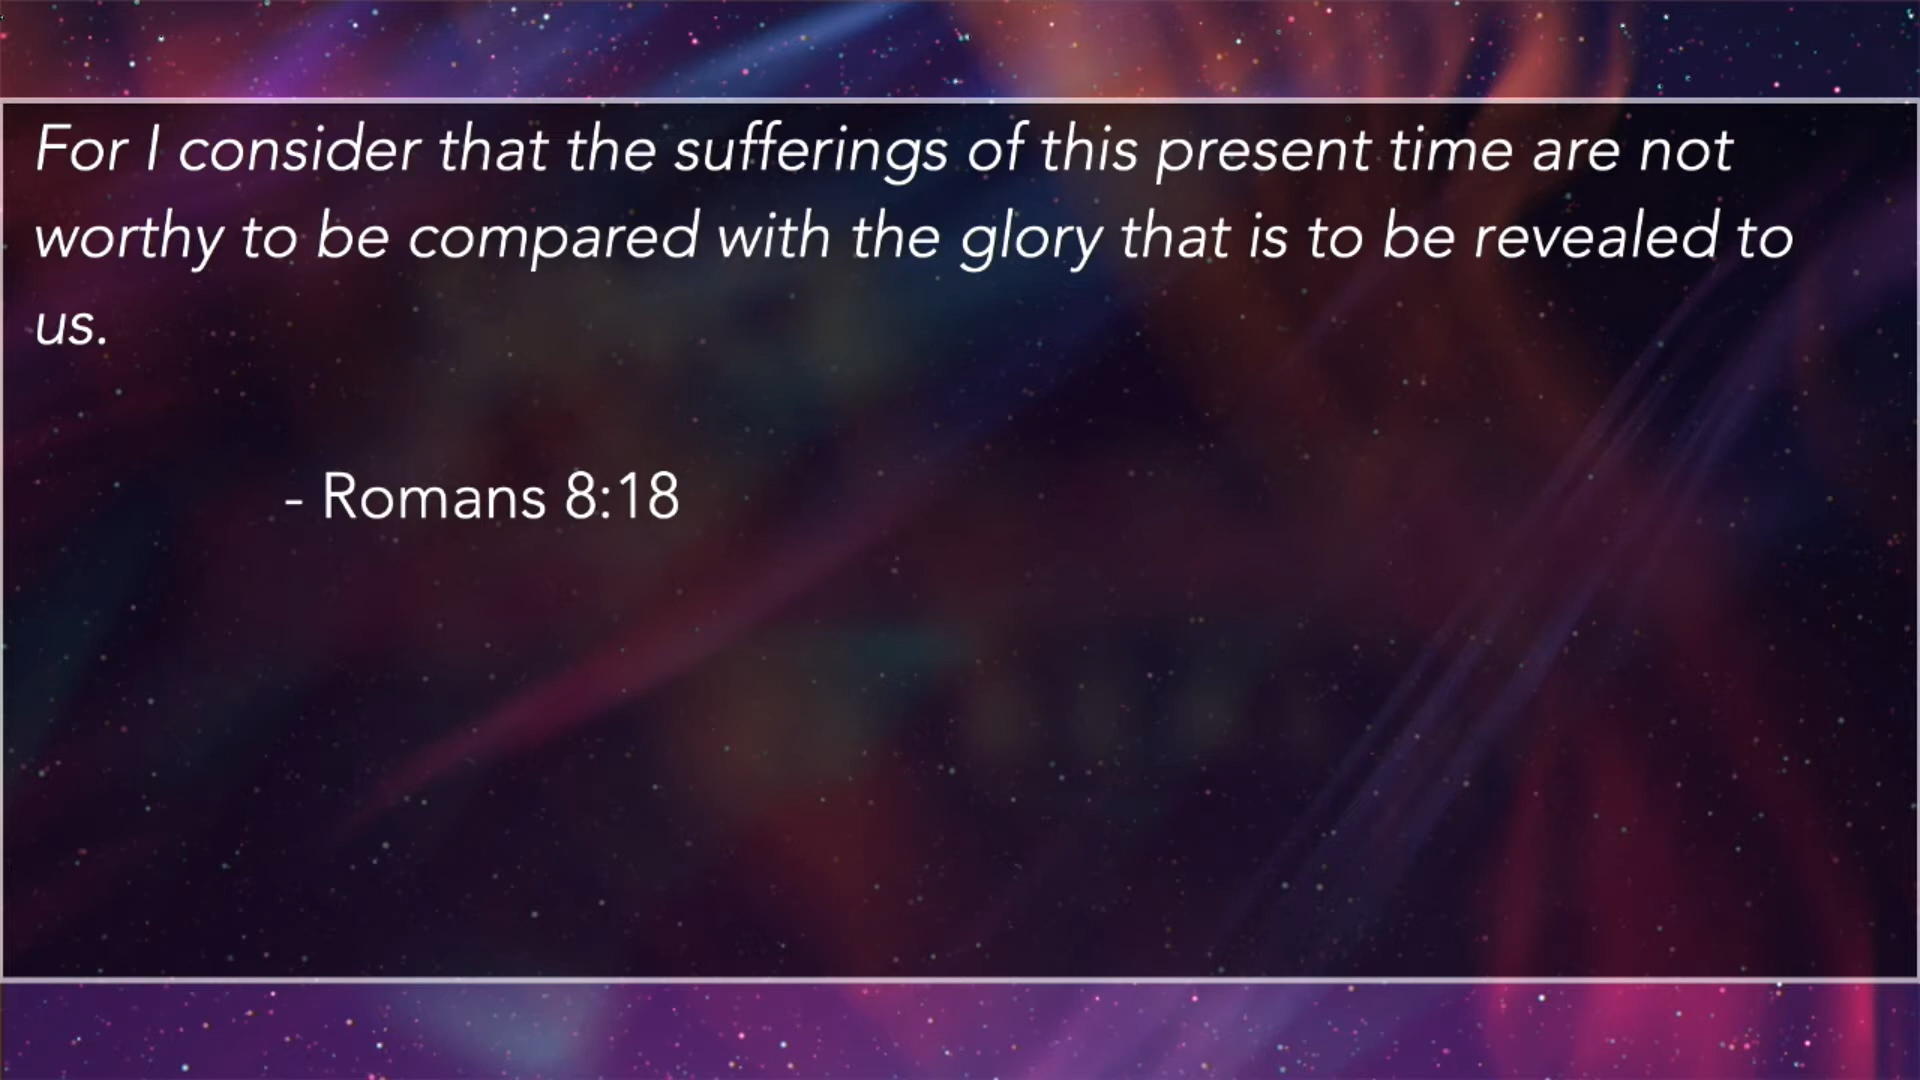 For I consider that the sufferings of this present time are not
worthy to be compared with the glory that is to be revealed to
us.
- Romans 8:18